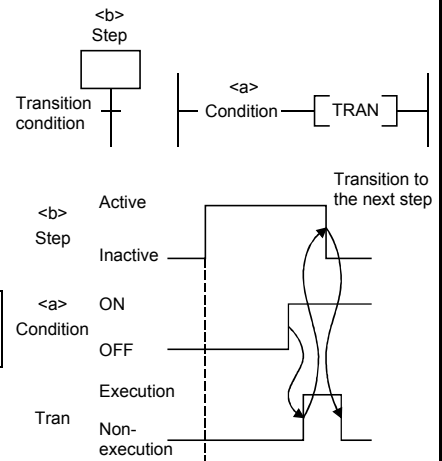 <b>
Step
Transition
condition
<a>
Condition
TRAN
Transition to
the next step
<b>
Step
Active
Inactive
<a>
Condition
ON
OFF
Tran
Execution
Non-
execution